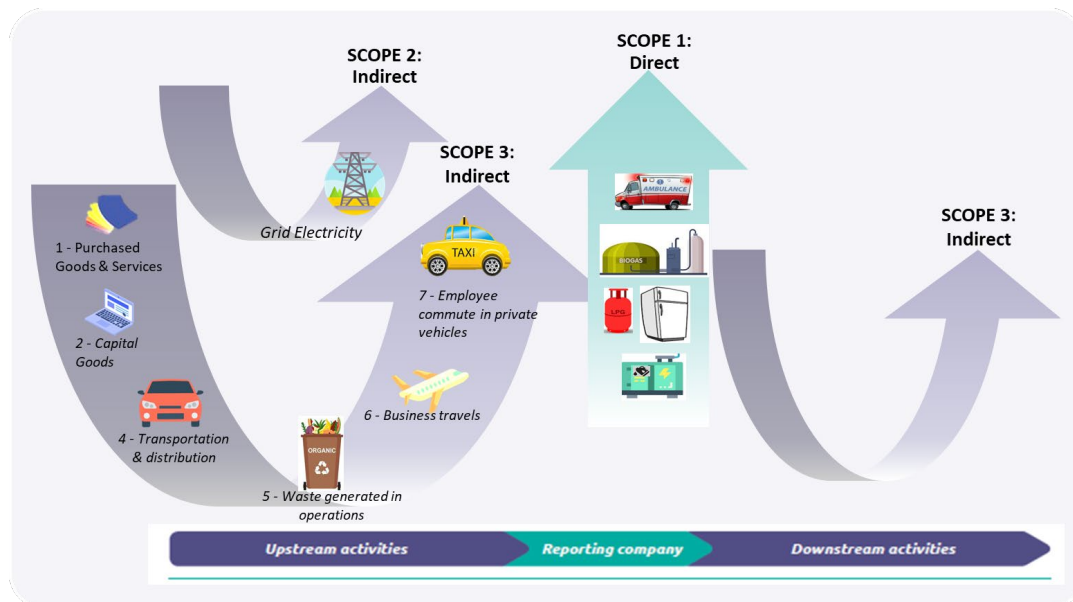 SCOPE 2:
Indirect
SCOPE 1:
Direct
SCOPE 3:
Indirect
SCOPE 3:
Indirect
Grid Electricity
1 - Purchased
Goods & Services
2 - Capital
Goods
4 - Transportation
& distribution
ORGANIC
5 - Waste generated in
operations
6 - Business travels
TAXI
7 - Employee
commute in private
vehicles
AMBULANCE
BIOGAS
LPG
Upstream activities
Reporting company
Downstream activities